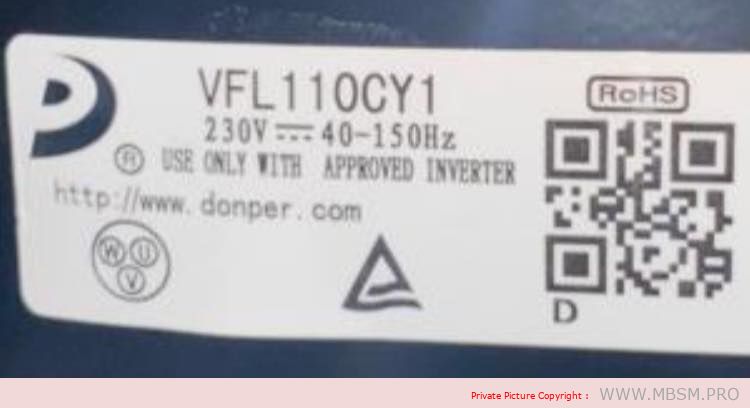 VFL110CY1
230V ⎓ 40-150Hz
® USE ONLY WITH APPROVED INVERTER
http://www.donper.com
W U
V
RoHS
D
Private Picture Copyright : WWW.MBSM.PRO